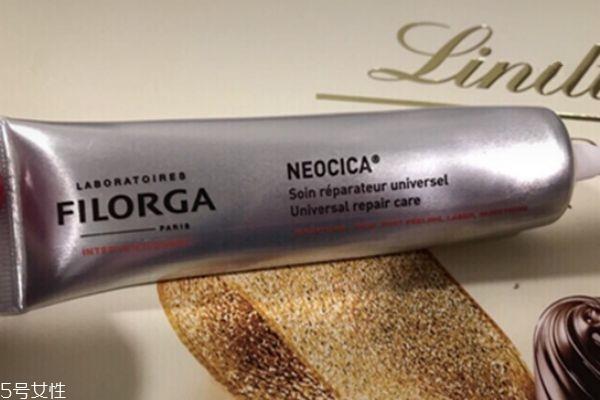 Lindt
LABORATOIRES
FILORGA
PARIS
NEOCICA®
Soin réparateur universel
Universal repair care
5号女性